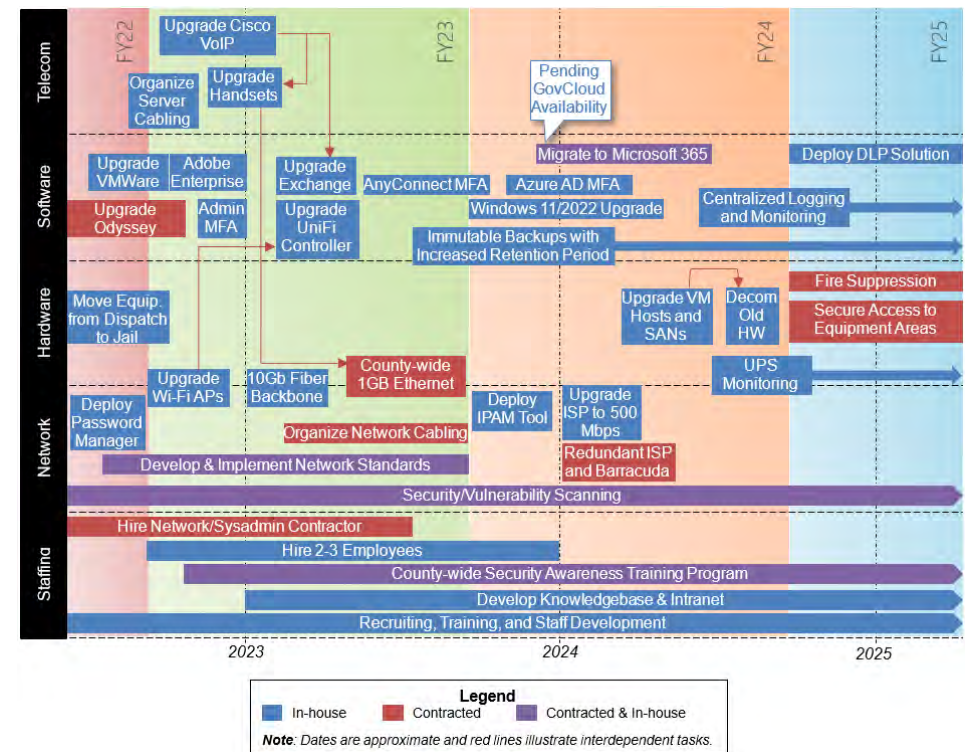 FY22
FY23
FY24
FY25
Telecom
Upgrade Cisco
VoIP
Organize
Server
Cabling
Upgrade
Handsets
Pending
GovCloud
Availability
Software
Upgrade
VMWare
Adobe
Enterprise
Upgrade
Exchange
AnyConnect MFA
Azure AD MFA
Migrate to Microsoft 365
Deploy DLP Solution
Upgrade
Odyssey
Admin
MFA
Upgrade
UniFi
Controller
Windows 11/2022 Upgrade
Centralized Logging
and Monitoring
Immutable Backups with
Increased Retention Period
Hardware
Move Equip.
from Dispatch
to Jail
Upgrade
Wi-Fi APs
10Gb Fiber
Backbone
County-wide
1GB Ethernet
Upgrade VM
Hosts and
SANs
Decom
Old
HW
Fire Suppression
Secure Access to
Equipment Areas
UPS
Monitoring
Network
Deploy
Password
Manager
Organize Network Cabling
Deploy
IPAM Tool
Upgrade
ISP to 500
Mbps
Redundant ISP
and Barracuda
Develop & Implement Network Standards
Security/Vulnerability Scanning
Staffing
Hire Network/Sysadmin Contractor
Hire 2-3 Employees
County-wide Security Awareness Training Program
Develop Knowledgebase & Intranet
Recruiting, Training, and Staff Development
2023
2024
2025
Legend
In-house
Contracted
Contracted & In-house
Note: Dates are approximate and red lines illustrate interdependent tasks.